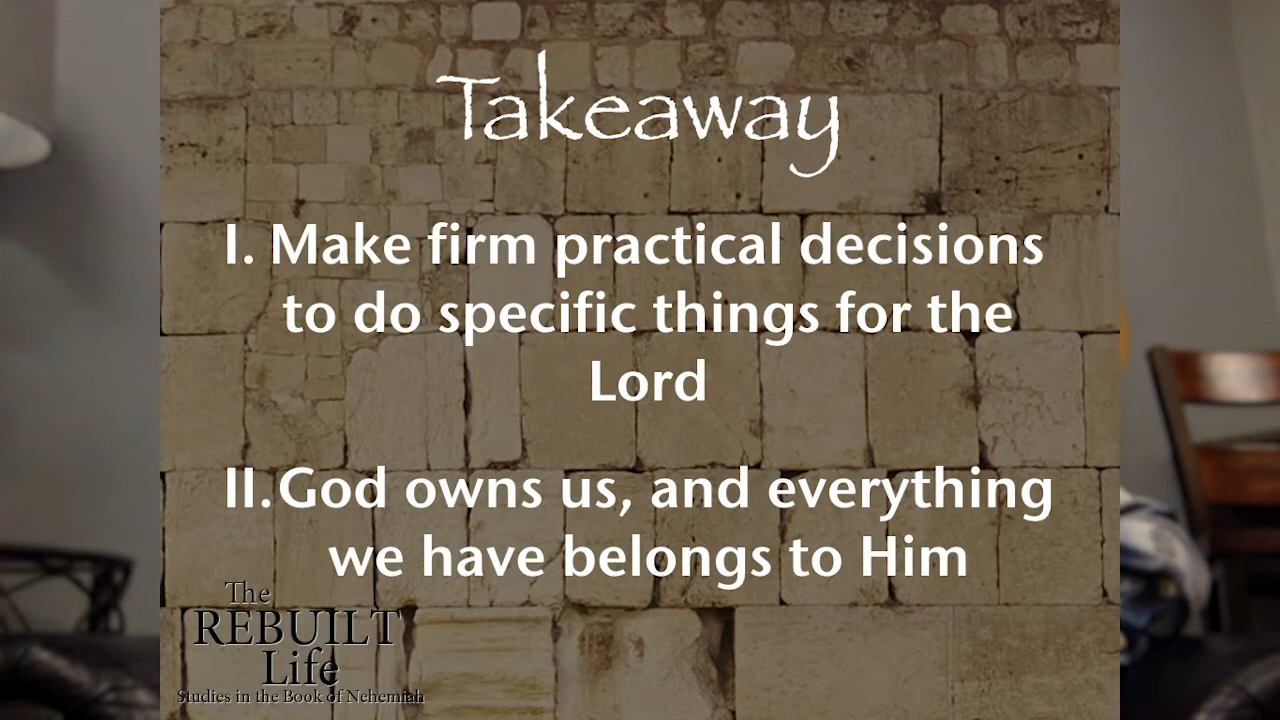 Takeaway
I. Make firm practical decisions
to do specific things for the
Lord
II. God owns us, and everything
we have belongs to Him
The
REBUILT
Life
Studies in the Book of Nehemiah